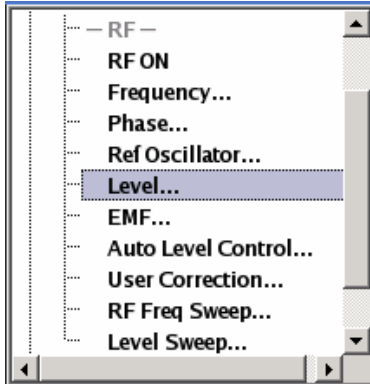 — RF —
RF ON
Frequency...
Phase...
Ref Oscillator...
Level...
EMF...
Auto Level Control...
User Correction...
RF Freq Sweep...
Level Sweep...